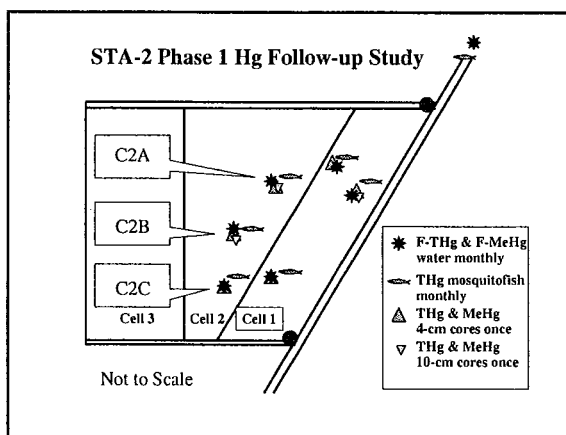 STA-2 Phase 1 Hg Follow-up Study
C2A
C2B
C2C
Cell 3
Cell 2
Cell 1
Not to Scale
F-THg & F-MeHg
water monthly
THg mosquitofish
monthly
THg & MeHg
4-cm cores once
THg & MeHg
10-cm cores once